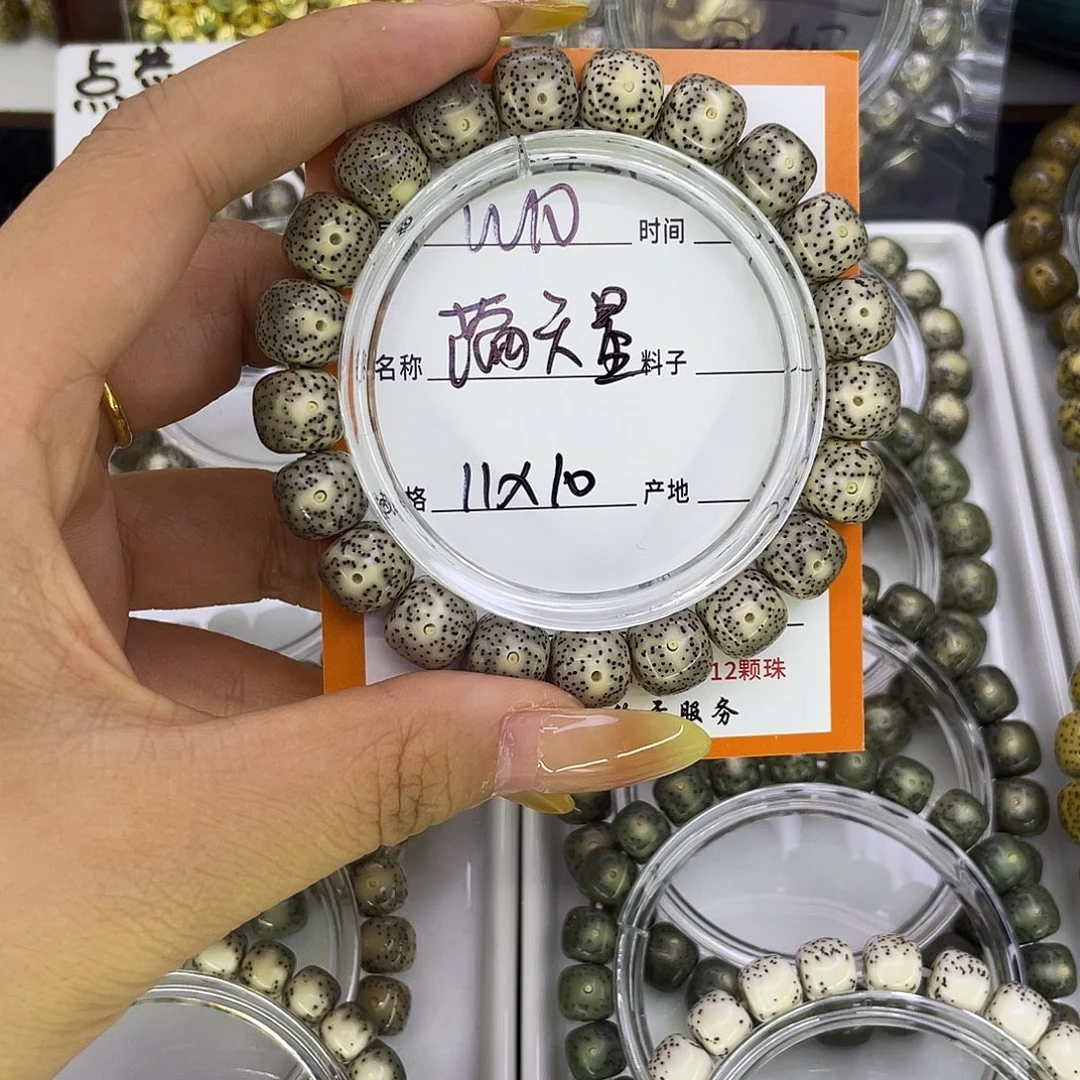 点
时间
名称 满天星 料子
格 11X10 产地
12颗珠
服务